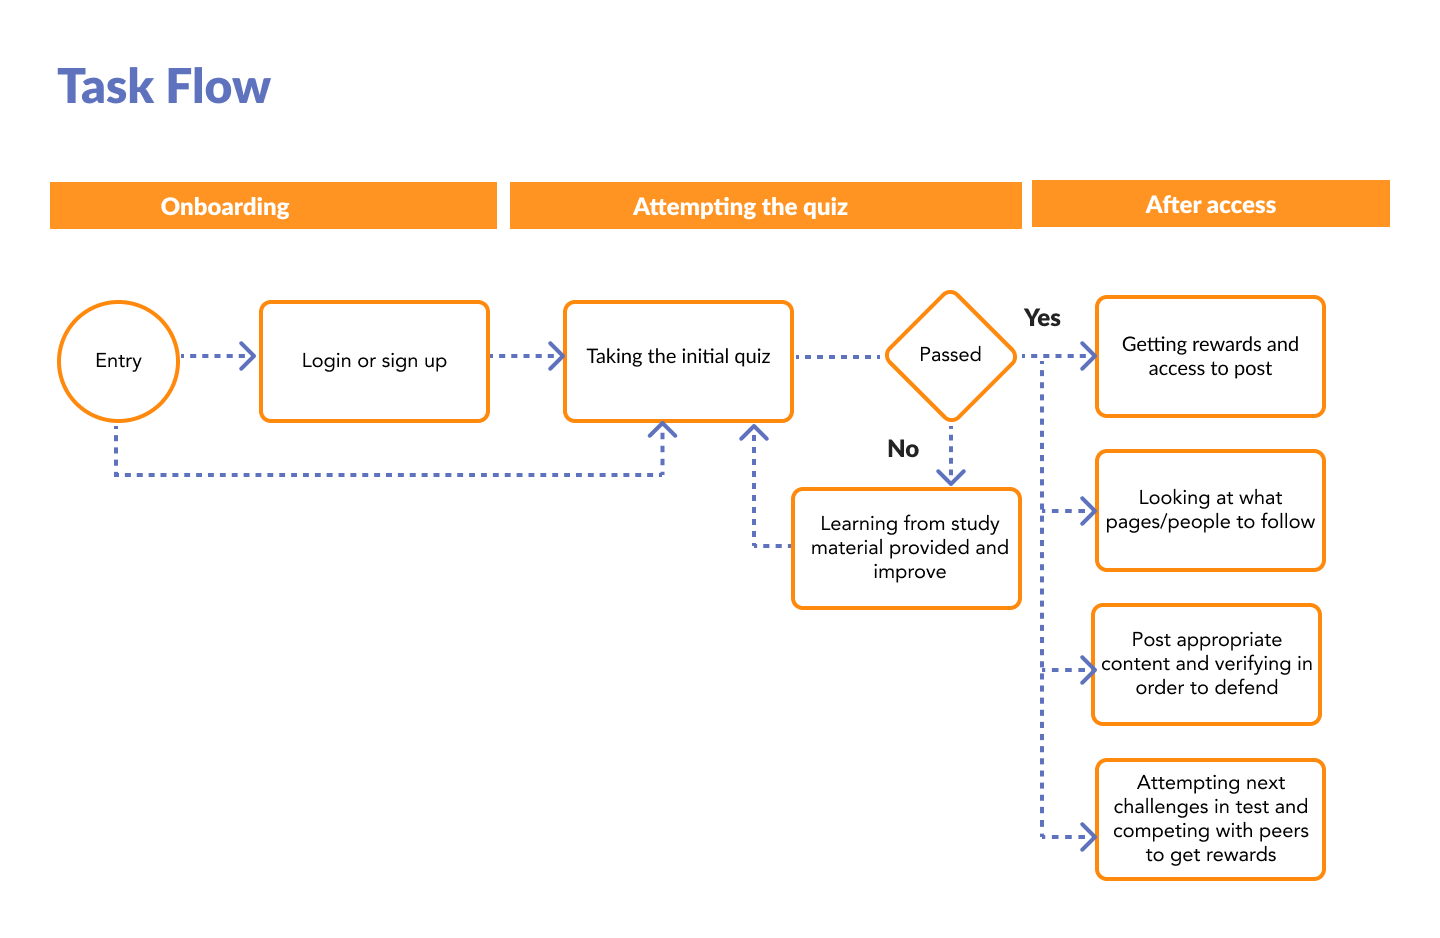 Task Flow
Onboarding
Attempting the quiz
After access
Entry
Login or sign up
Taking the initial quiz
Passed
Yes
No
Learning from study
material provided and
improve
Getting rewards and
access to post
Looking at what
pages/people to follow
Post appropriate
content and verifying in
order to defend
Attempting next
challenges in test and
competing with peers
to get rewards